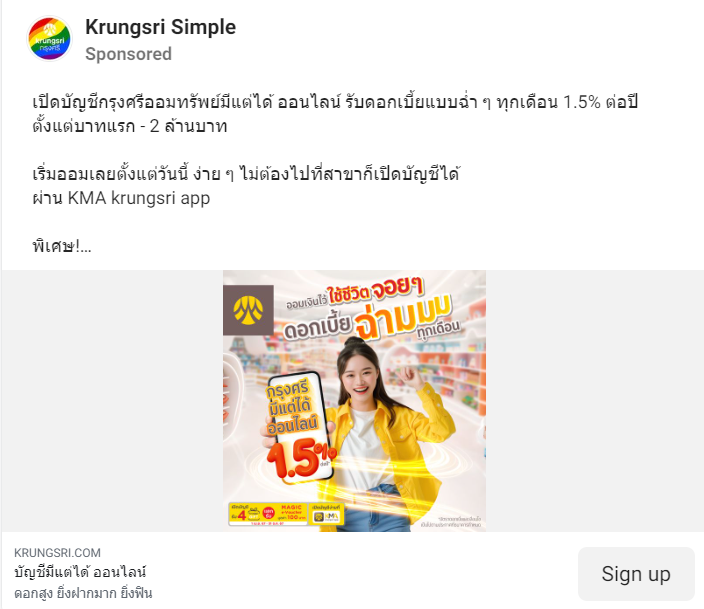 Krungsri Simple
krungsri
กรุงศรี
Sponsored
เปิดบัญชีกรุงศรีออมทรัพย์มีแต่ได้ ออนไลน์ รับดอกเบี้ยแบบฉ่ำ ๆ ทุกเดือน 1.5% ต่อปี
ตั้งแต่บาทแรก - 2 ล้านบาท
เริ่มออมเลยตั้งแต่วันนี้ ง่าย ๆ ไม่ต้องไปที่สาขาก็เปิดบัญชีได้
ผ่าน KMA krungsri app
พิเศษ!...
ออมเงินไว้ ใช้ชีวิต จอยๆ
ดอกเบี้ย ฉ่ามมม
ทุกเดือน
กรุงศรี
มีแต่ได้
ออนไลน์
1.5%
MAGIC
KRUNGSRI.COM
บัญชีมีแต่ได้ ออนไลน์
ดอกสูง ยิ่งฝากมาก ยิ่งฟิน
Sign up